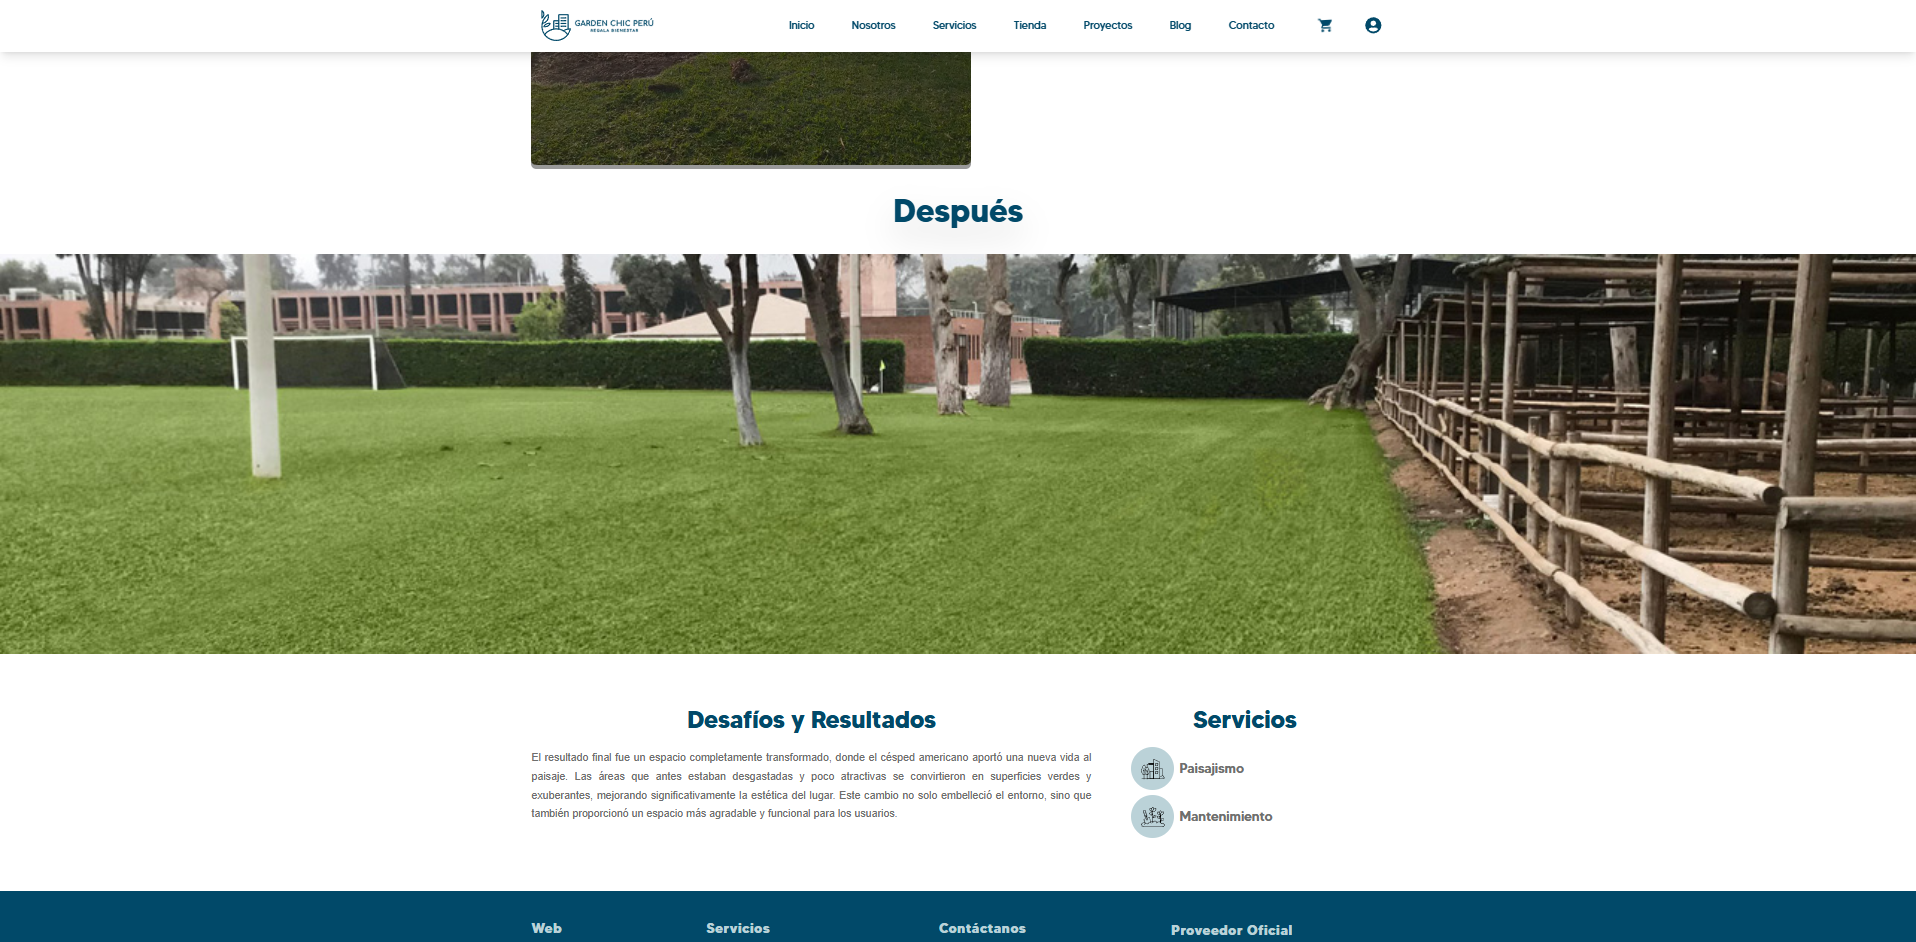 GARDEN CHIC PERÚ
REGALA BIENESTAR
Inicio
Nosotros
Servicios
Tienda
Proyectos
Blog
Contacto
Después
Desafíos y Resultados
El resultado final fue un espacio completamente transformado, donde el césped americano aportó una nueva vida al
paisaje. Las áreas que antes estaban desgastadas y poco atractivas se convirtieron en superficies verdes y
exuberantes, mejorando significativamente la estética del lugar. Este cambio no solo embelleció el entorno, sino que
también proporcionó un espacio más agradable y funcional para los usuarios.
Servicios
Paisajismo
Mantenimiento
Web
Servicios
Contáctanos
Proveedor Oficial